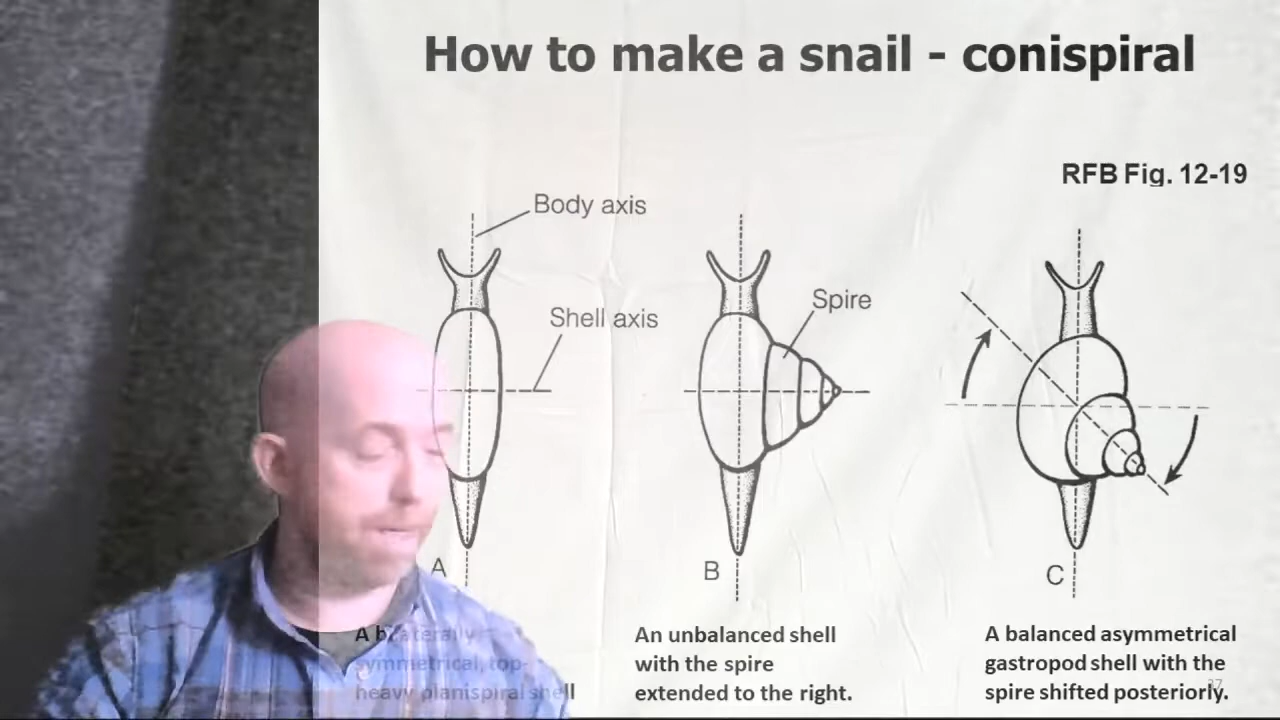 How to make a snail - conispiral
RFB Fig. 12-19
Body axis
Shell axis
Spire
A
B
C
A bilaterally
symmetrical, top-
heavy planispiral shell
An unbalanced shell
with the spire
extended to the right.
A balanced asymmetrical
gastropod shell with the
spire shifted posteriorly.
37